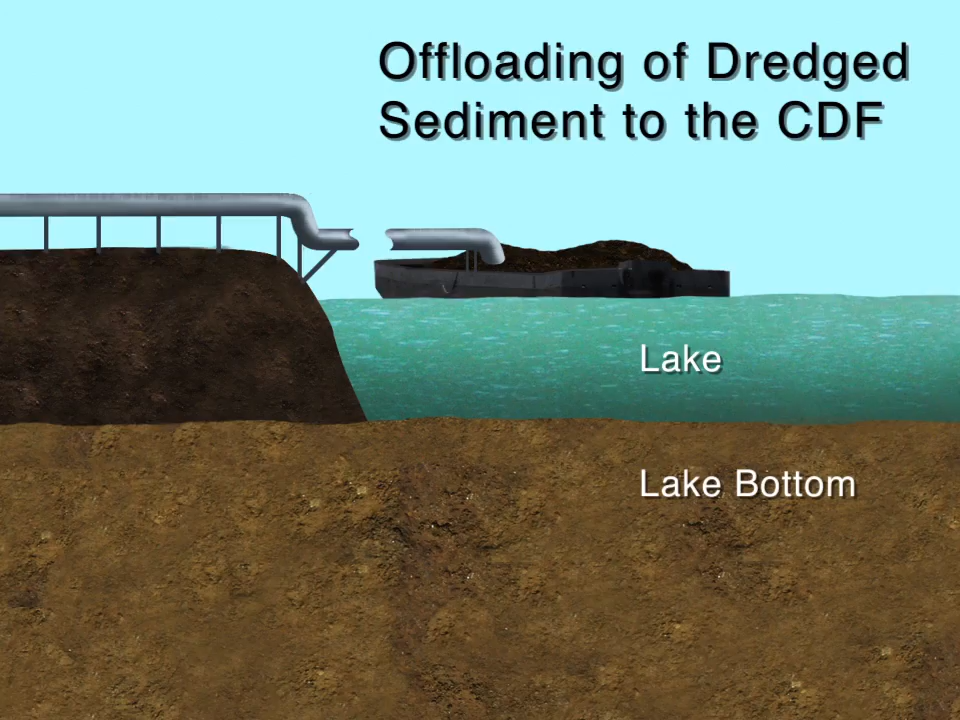 Offloading of Dredged
Sediment to the CDF
Lake
Lake Bottom